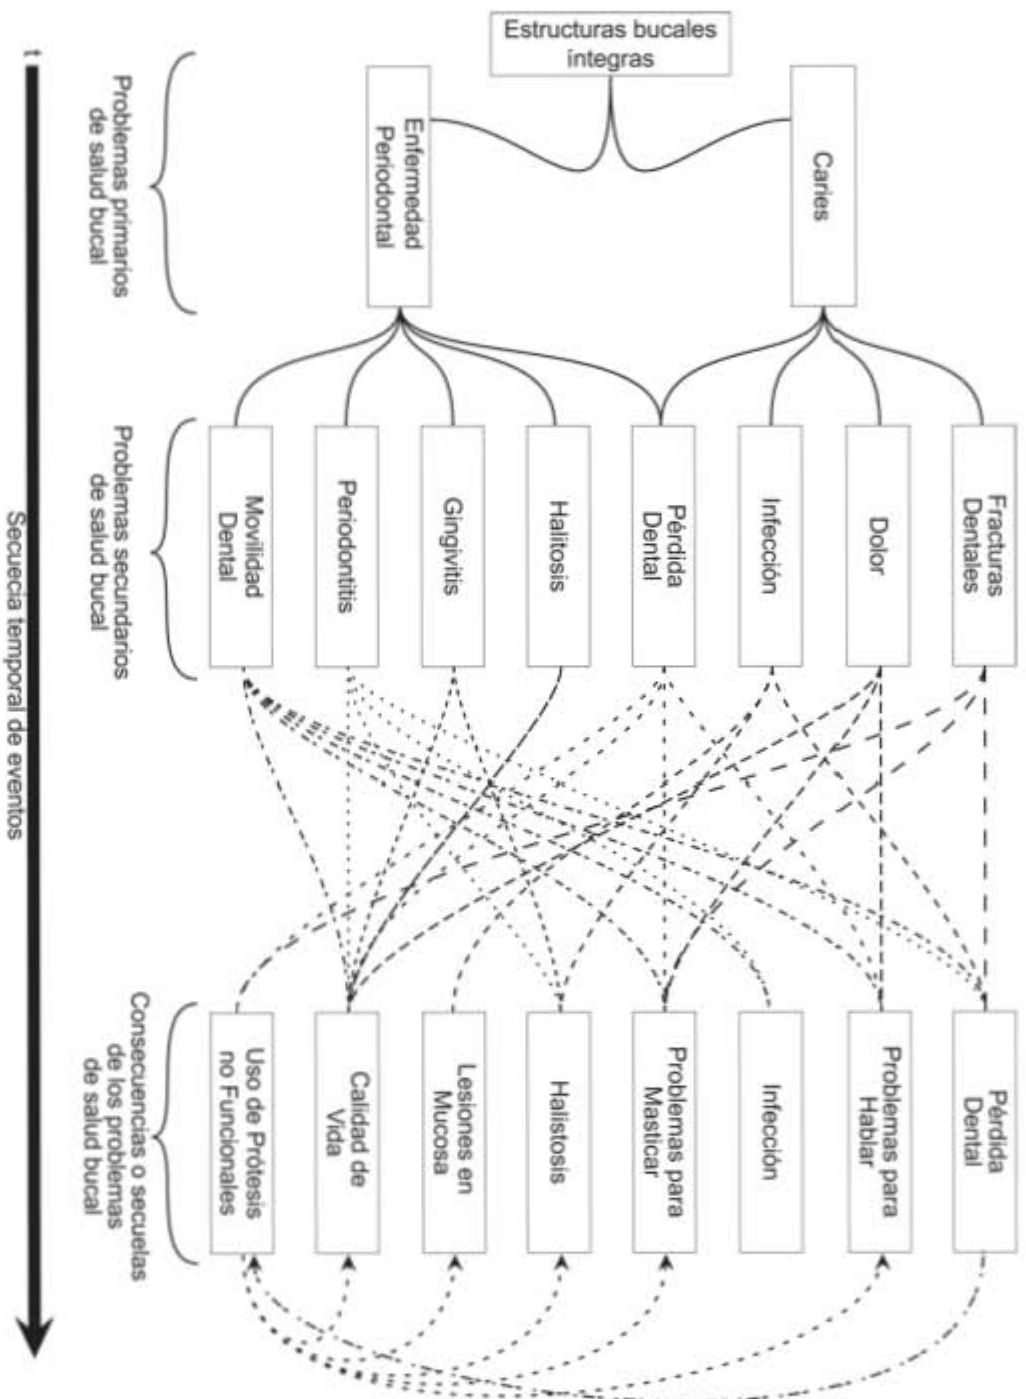 Estructuras bucales
íntegras
Caries
Enfermedad
Periodontal
Problemas primarios
de salud bucal
t
Fracturas
Dentales
Dolor
Infección
Pérdida
Dental
Halitosis
Gingivitis
Periodontitis
Movilidad
Dental
Problemas secundarios
de salud bucal
Pérdida
Dental
Problemas para
Hablar
Infección
Problemas para
Masticar
Halistosis
Lesiones en
Mucosa
Calidad de
Vida
Uso de Prótesis
no Funcionales
Consecuencias o secuelas
de los problemas
de salud bucal
Secuecia temporal de eventos